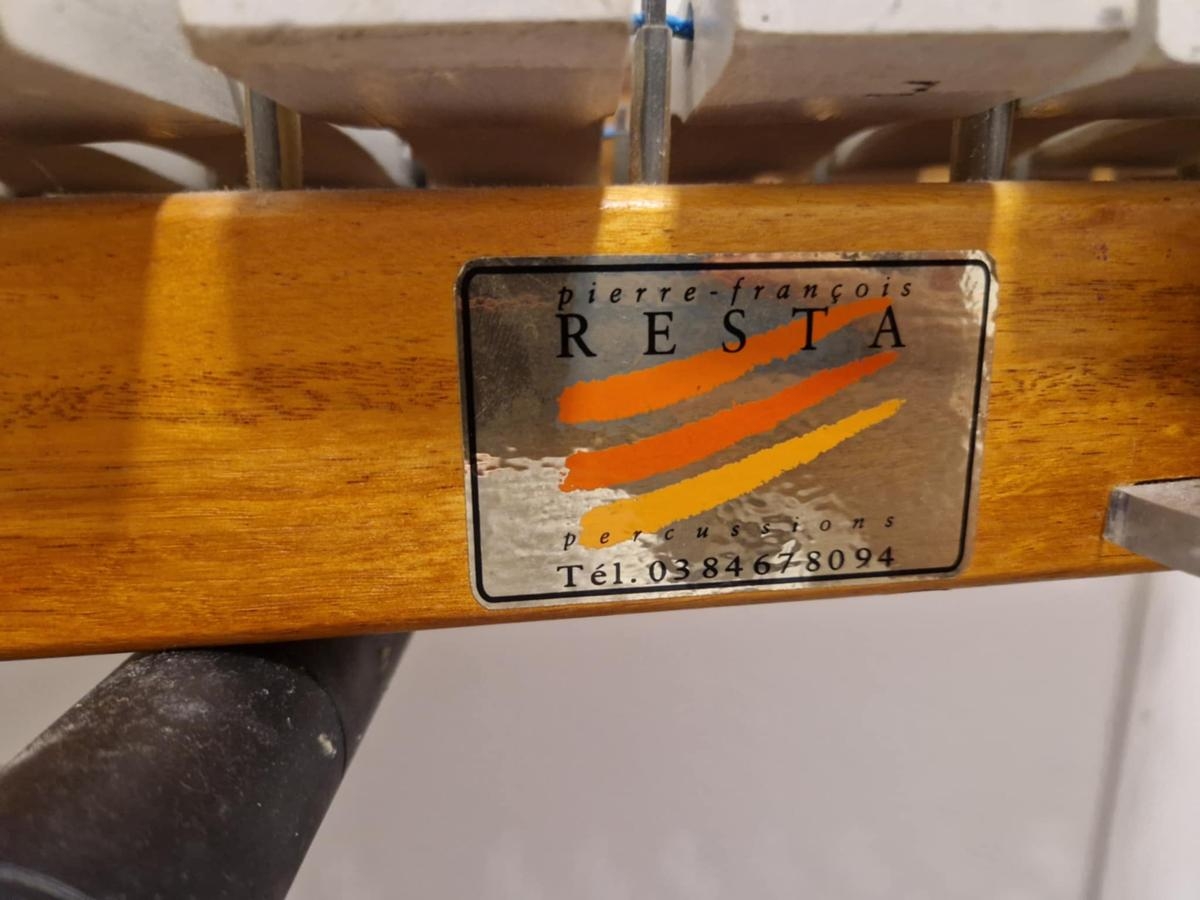 pierre-françois
RESTA
percussions
Tél. 0384678094